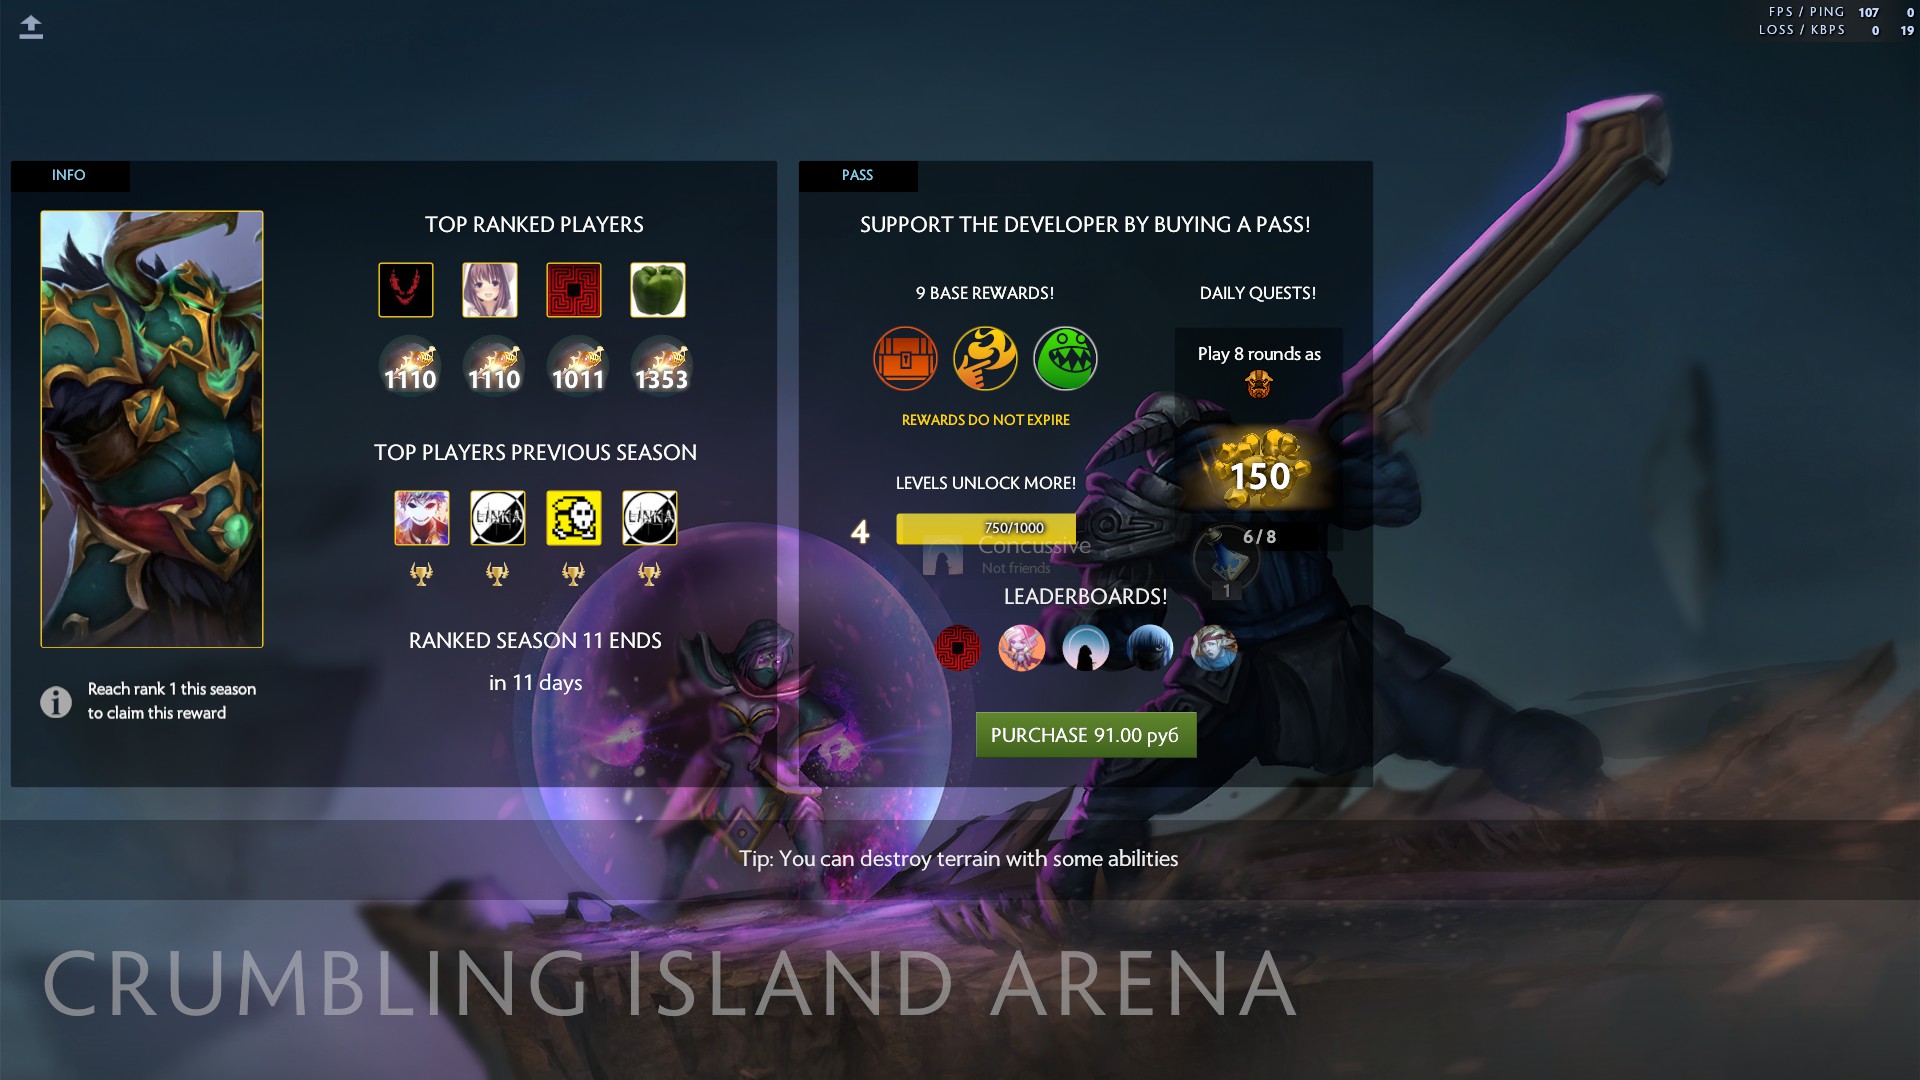 FPS / PING 107 0
LOSS / KBPS 0 19
INFO
TOP RANKED PLAYERS
1110 1110 1011 1353
TOP PLAYERS PREVIOUS SEASON
LINKA LINKA
RANKED SEASON 11 ENDS
in 11 days
Reach rank 1 this season
to claim this reward
PASS
SUPPORT THE DEVELOPER BY BUYING A PASS!
9 BASE REWARDS!
REWARDS DO NOT EXPIRE
LEVELS UNLOCK MORE!
4 750/1000
Concussive
Not friends
DAILY QUESTS!
Play 8 rounds as
150
6/8
1
LEADERBOARDS!
PURCHASE 91.00 руб
Tip: You can destroy terrain with some abilities
CRUMBLING ISLAND ARENA